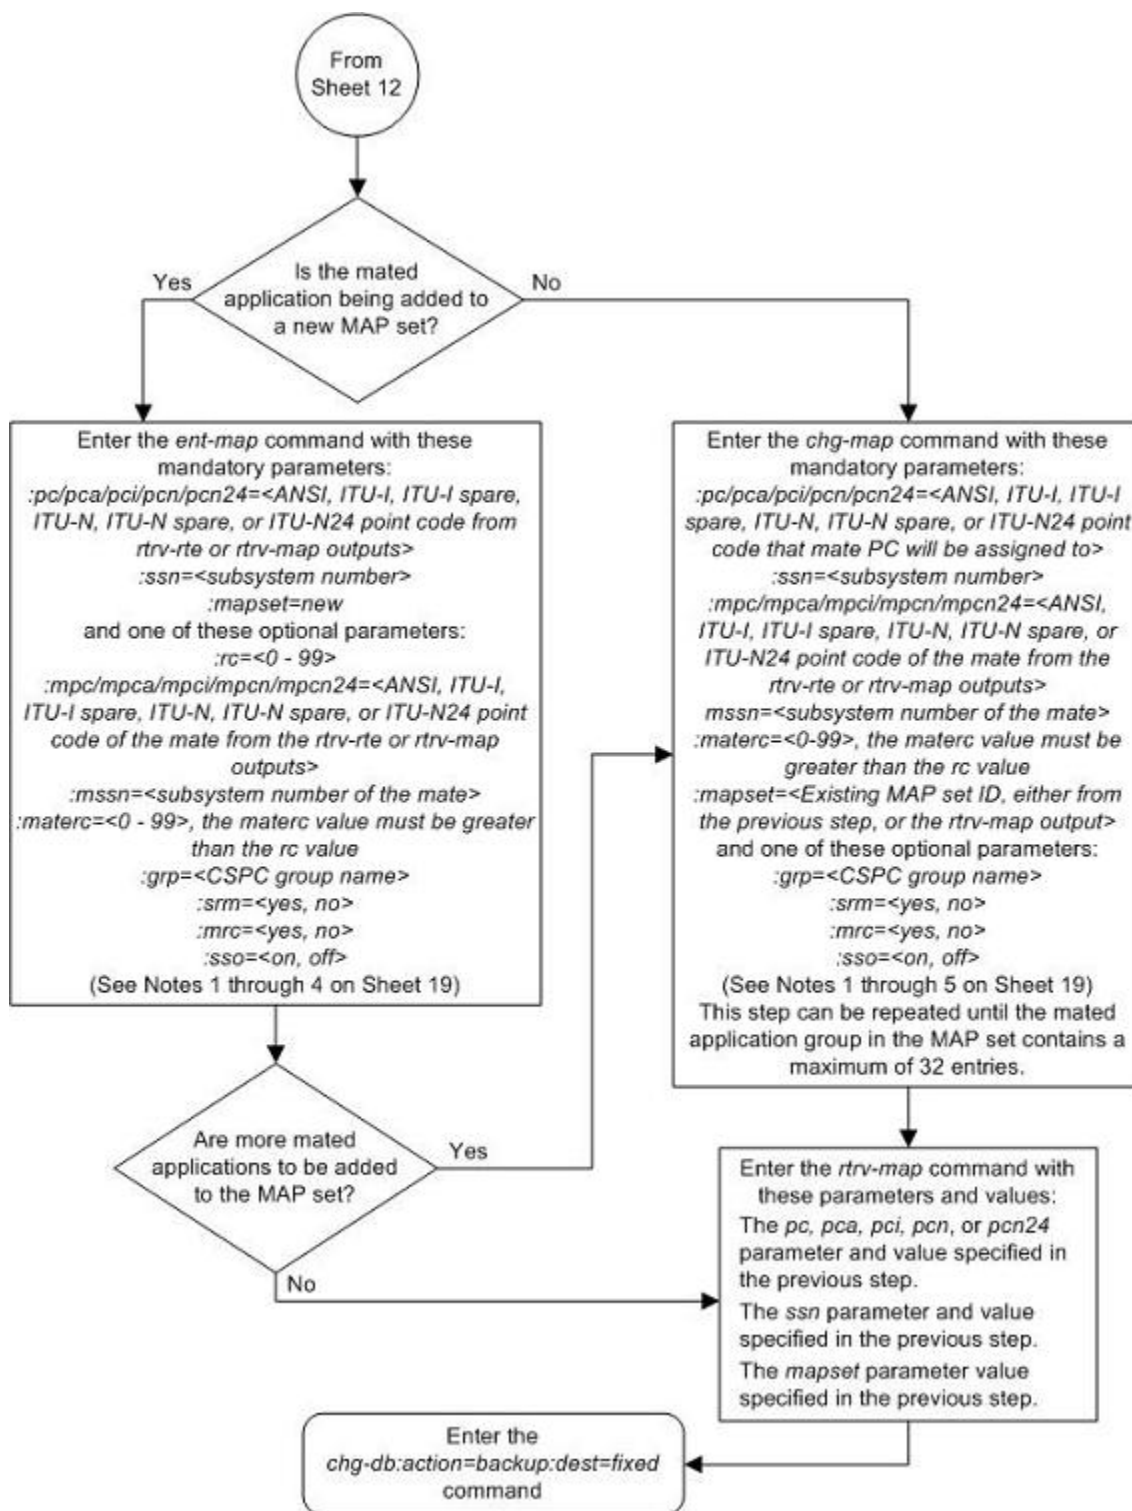 From
Sheet 12
Is the mated
application being added to
a new MAP set?
Yes
No
Enter the ent-map command with these
mandatory parameters:
:pc/pca/pci/pcn/pcn24=<ANSI, ITU-I, ITU-I spare,
ITU-N, ITU-N spare, or ITU-N24 point code from
rtrv-rte or rtrv-map outputs>
:ssn=<subsystem number>
:mapset=new
and one of these optional parameters:
:rc=<0 - 99>
:mpc/mpca/mpci/mpcn/mpcn24=<ANSI, ITU-I,
ITU-I spare, ITU-N, ITU-N spare, or ITU-N24 point
code of the mate from the rtrv-rte or rtrv-map
outputs>
:mssn=<subsystem number of the mate>
:materc=<0 - 99>, the materc value must be greater
than the rc value
:grp=<CSPC group name>
:srm=<yes, no>
:mrc=<yes, no>
:sso=<on, off>
(See Notes 1 through 4 on Sheet 19)
Enter the chg-map command with these
mandatory parameters:
:pc/pca/pci/pcn/pcn24=<ANSI, ITU-I, ITU-I
spare, ITU-N, ITU-N spare, or ITU-N24 point
code that mate PC will be assigned to>
:ssn=<subsystem number>
:mpc/mpca/mpci/mpcn/mpcn24=<ANSI,
ITU-I, ITU-I spare, ITU-N, ITU-N spare, or
ITU-N24 point code of the mate from the
rtrv-rte or rtrv-map outputs>
mssn=<subsystem number of the mate>
:materc=<0-99>, the materc value must be
greater than the rc value
:mapset=<Existing MAP set ID, either from
the previous step, or the rtrv-map output>
and one of these optional parameters:
:grp=<CSPC group name>
:srm=<yes, no>
:mrc=<yes, no>
:sso=<on, off>
(See Notes 1 through 5 on Sheet 19)
This step can be repeated until the mated
application group in the MAP set contains a
maximum of 32 entries.
Are more mated
applications to be added
to the MAP set?
Yes
No
Enter the rtrv-map command with
these parameters and values:
The pc, pca, pci, pcn, or pcn24
parameter and value specified in
the previous step.
The ssn parameter and value
specified in the previous step.
The mapset parameter value
specified in the previous step.
Enter the
chg-db:action=backup:dest=fixed
command